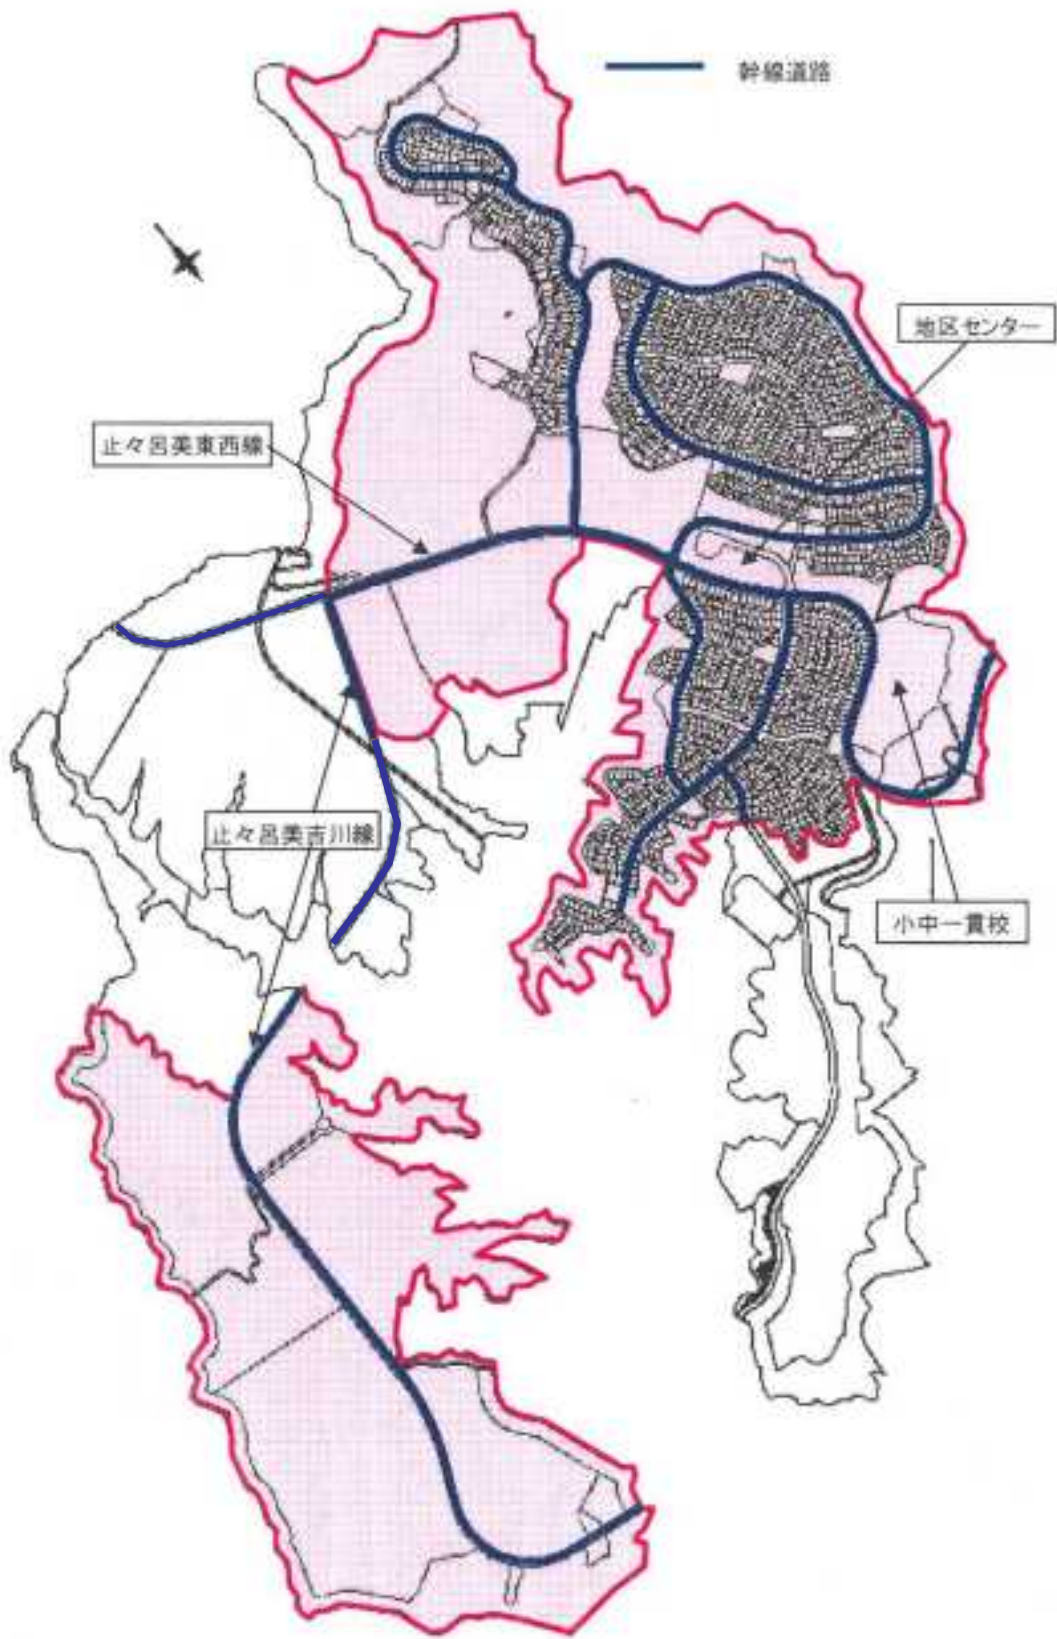 幹線道路
地区センター
止々呂美東西線
止々呂美吉川線
小中一貫校